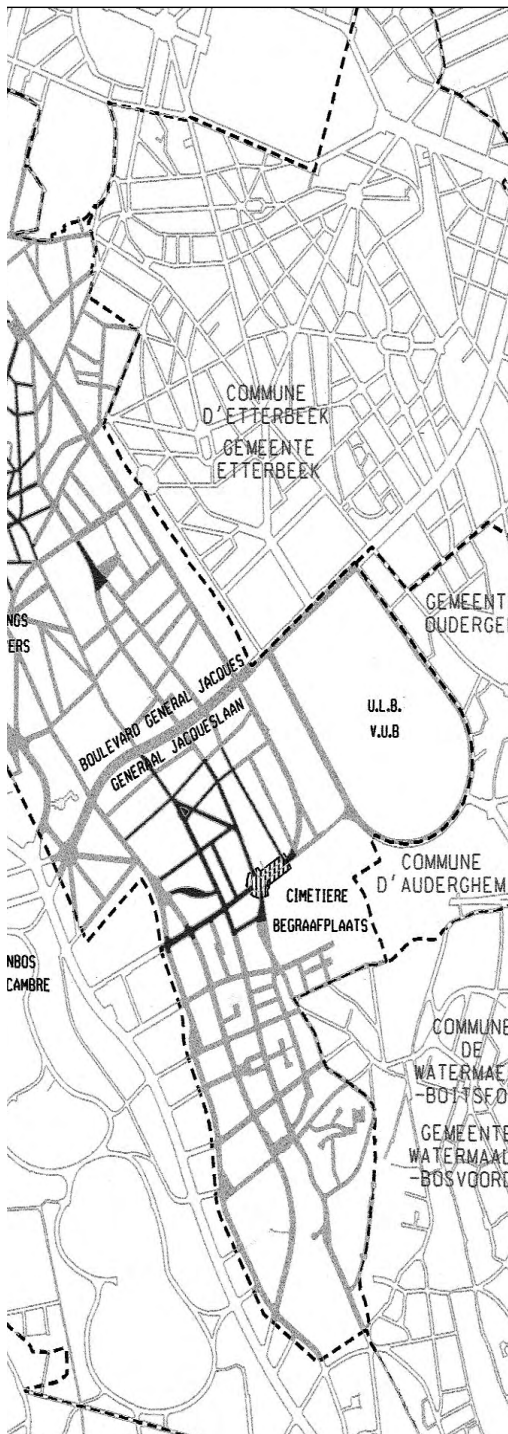 COMMUNE
D'ETTERBEEK
GEMEENTE
ETTERBEEK
GEMEENT
OUDERGE
NGS
ERS
BOULEVARD GENERAL JACQUES
GENERAAL JACQUESLAAN
U.L.B.
V.U.B
COMMUNE
D'AUDERGHEM
CIMETIERE
BEGRAAFPLAATS
NBOS
CAMBRE
COMMUNE
DE
WATERMAE
-BOITSFO
GEMEENTE
WATERMAAL
-BOSVOORD